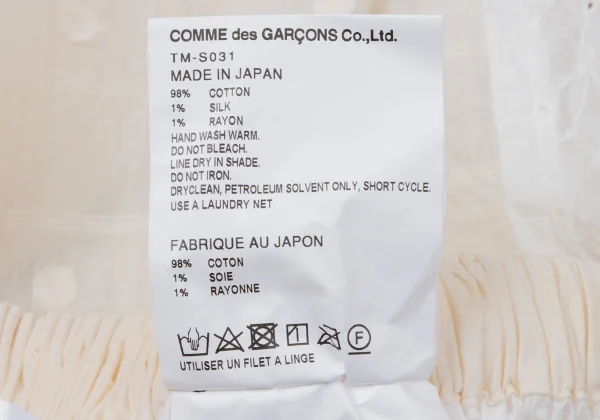 COMME des GARÇONS Co.,Ltd.
TM-S031
MADE IN JAPAN
98% COTTON
1% SILK
1% RAYON
HAND WASH WARM.
DO NOT BLEACH.
LINE DRY IN SHADE.
DO NOT IRON.
DRYCLEAN, PETROLEUM SOLVENT ONLY, SHORT CYCLE.
USE A LAUNDRY NET
FABRIQUE AU JAPON
98% COTON
1% SOIE
1% RAYONNE
F
UTILISER UN FILET A LINGE